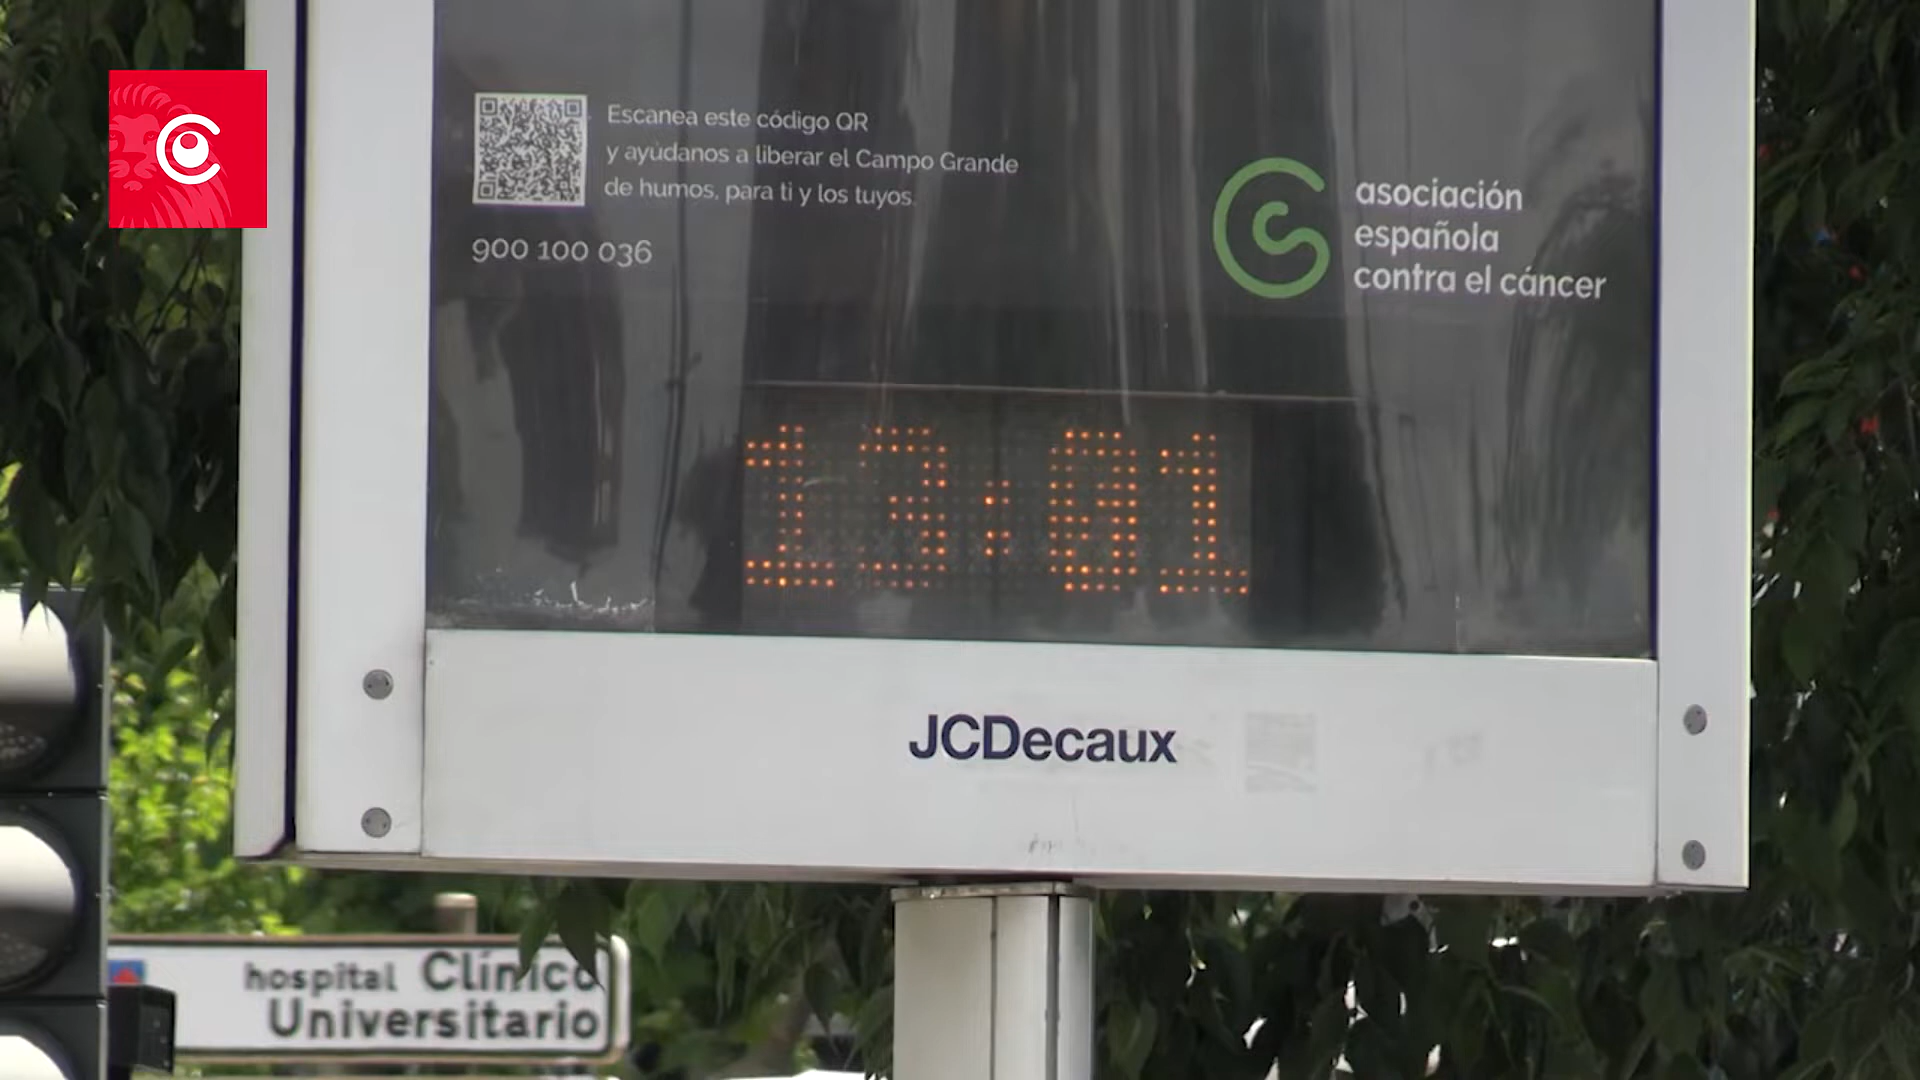 Escanea este código QR
y ayúdanos a liberar el Campo Grande
de humos, para ti y los tuyos.
900 100 036
asociación
española
contra el cáncer
13:01
JCDecaux
hospital Clínico
Universitario